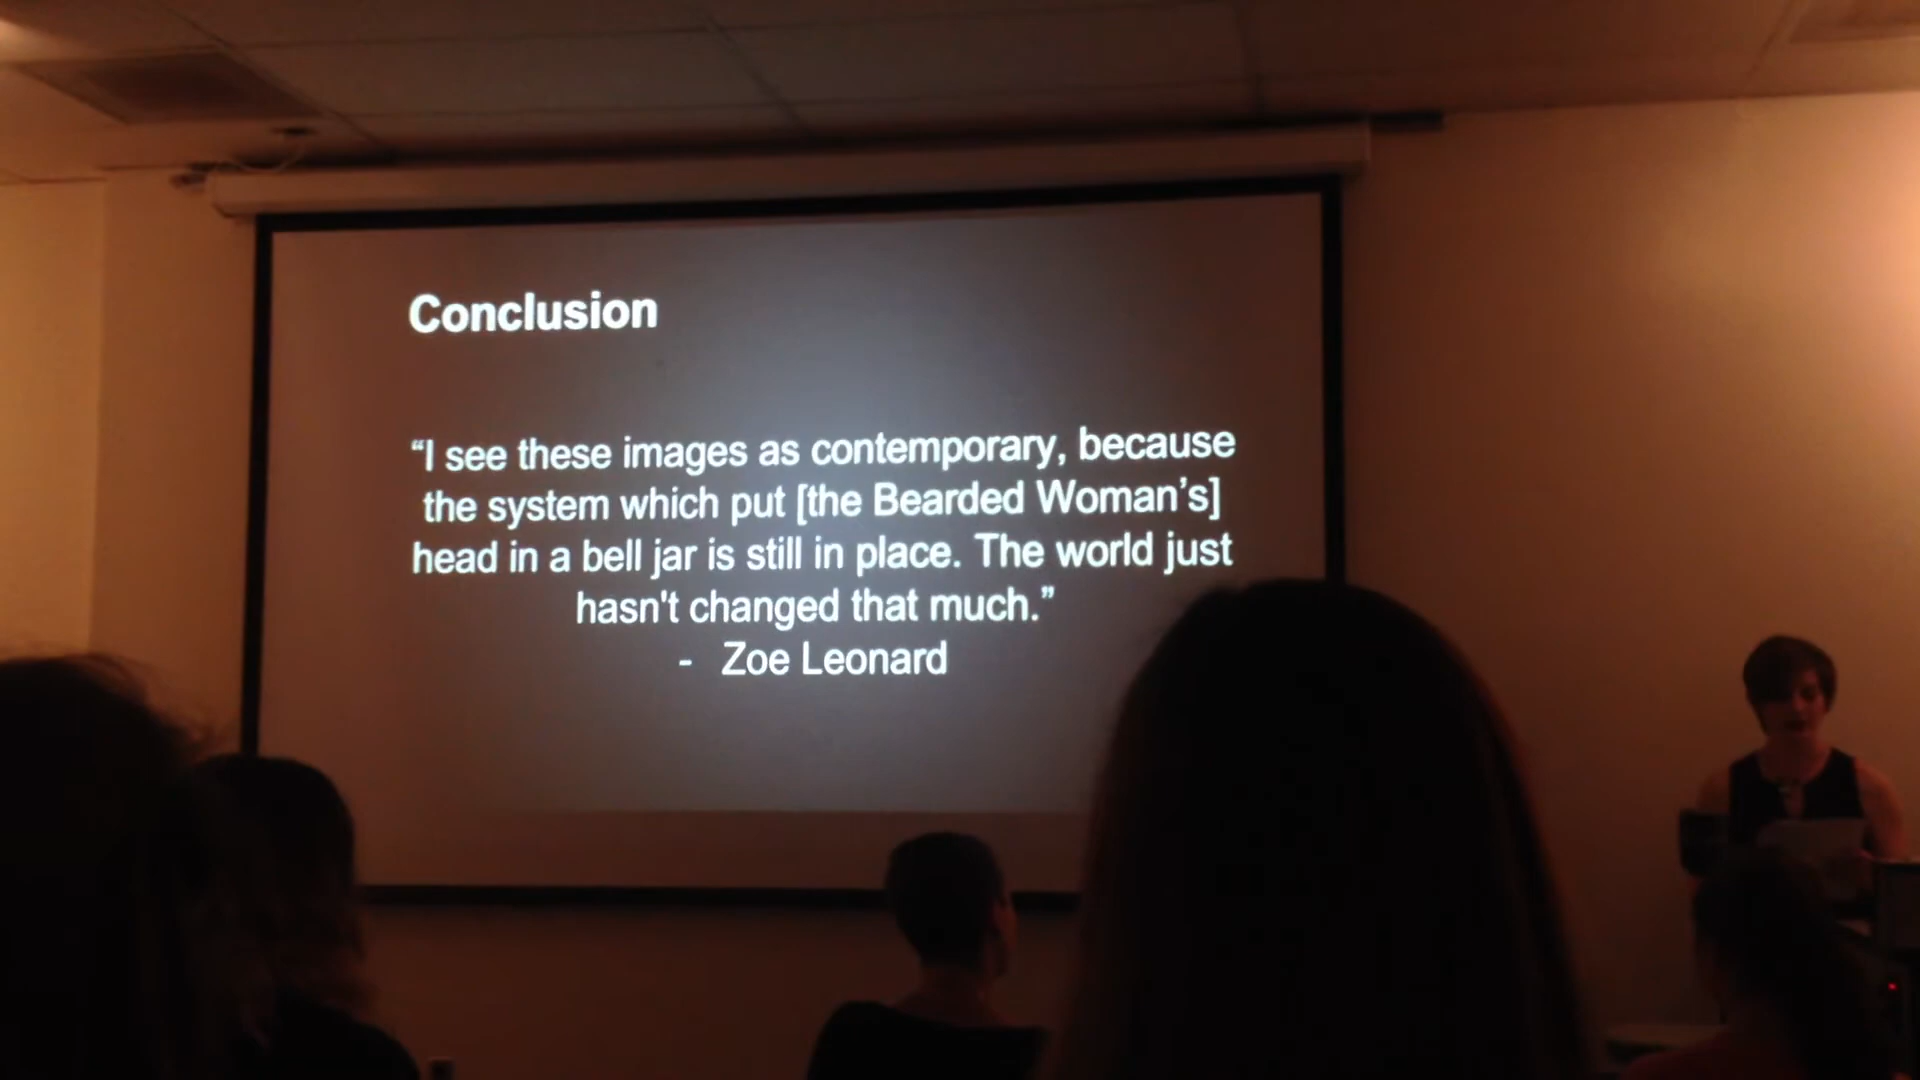 Conclusion
“I see these images as contemporary, because
the system which put [the Bearded Woman’s]
head in a bell jar is still in place. The world just
hasn't changed that much.”
- Zoe Leonard